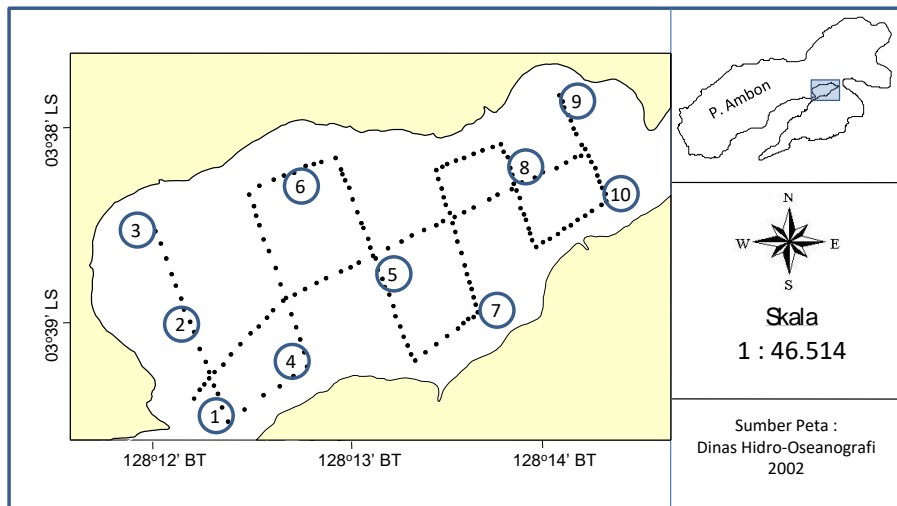 03°38' LS
03°39' LS
128°12' BT
128°13' BT
128°14' BT
1
2
3
4
5
6
7
8
9
10
P. Ambon
N
W
E
S
Skala
1 : 46.514
Sumber Peta :
Dinas Hidro-Oseanografi
2002